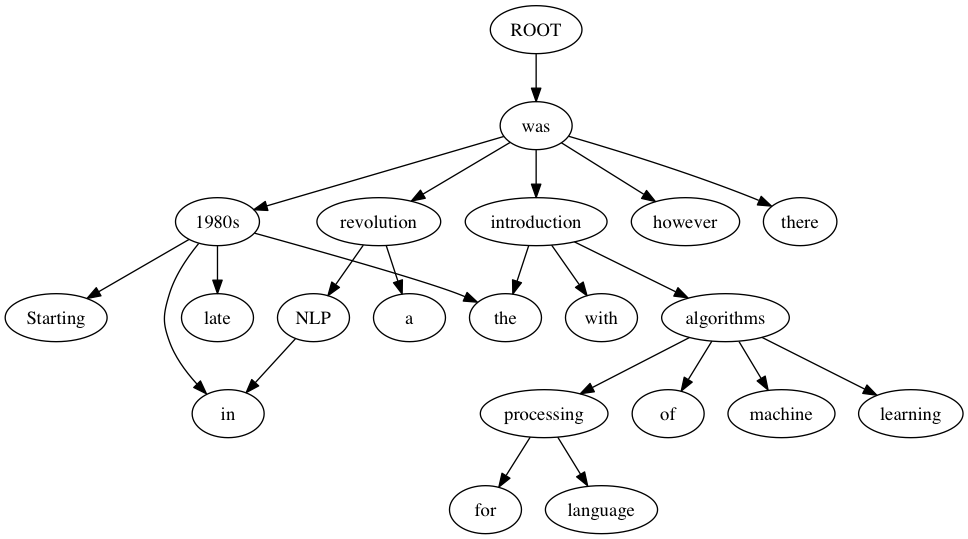 ROOT
was
1980s revolution introduction however there
Starting late NLP a the with algorithms
in processing of machine learning
for language